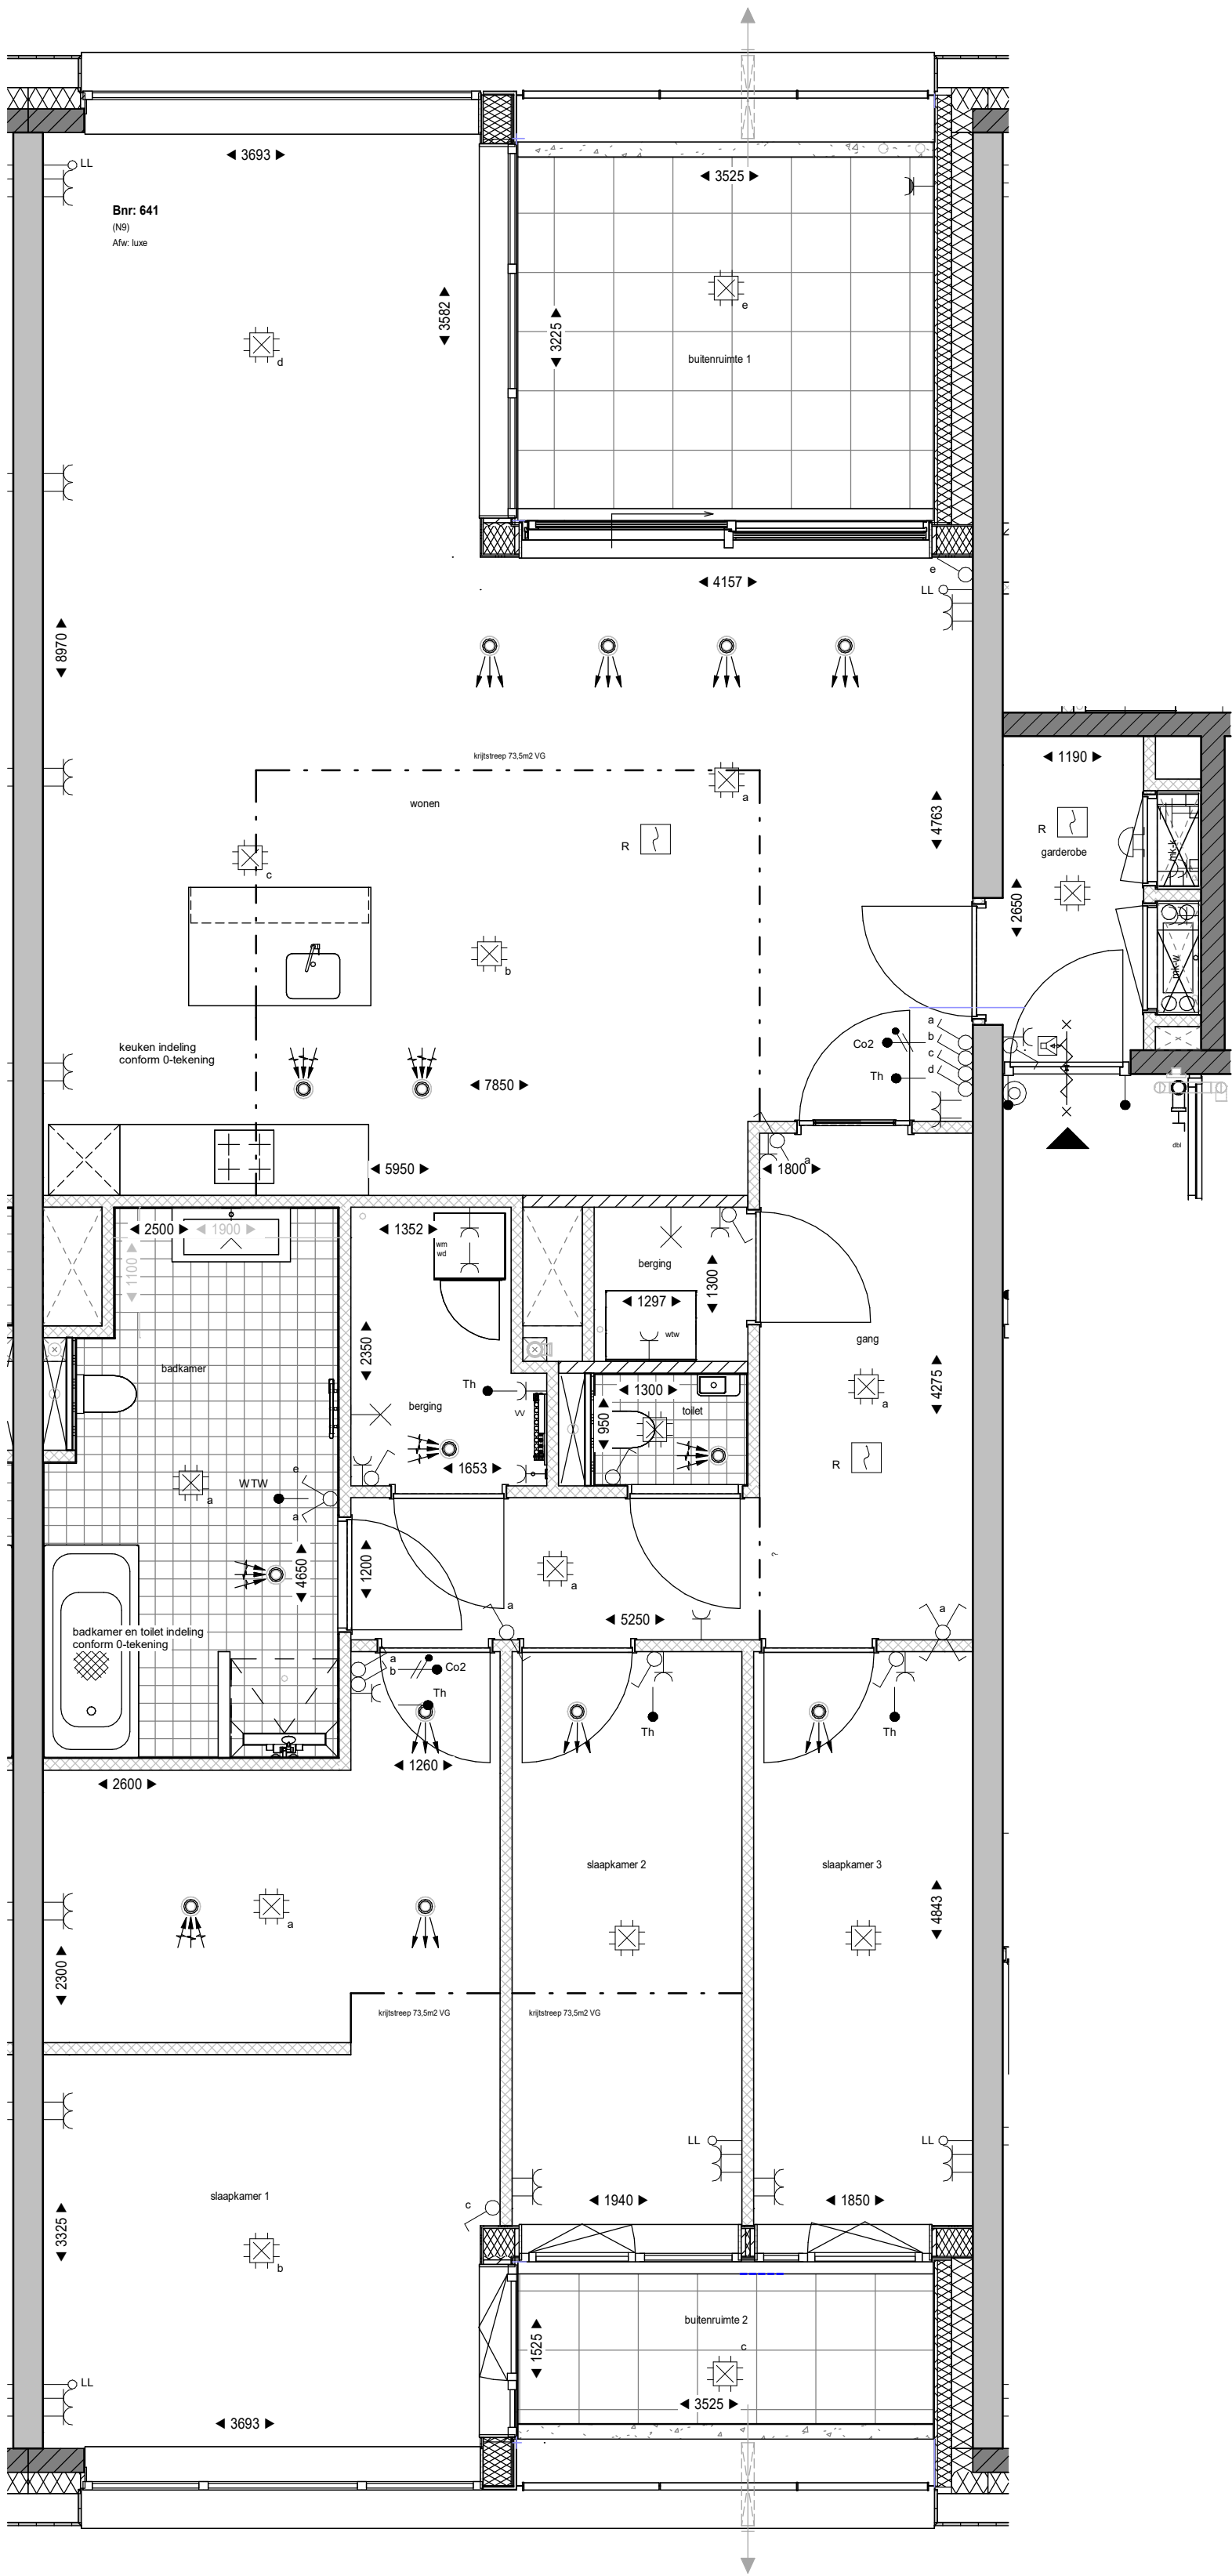 LL
3693
3525
Bnr: 641
(N9)
Afw: luxe
e
3582
3225
d
buitenruimte 1
e
4157
LL
8970
krijtstreep 73,5m2 VG
1190
a
wonen
4763
R
R
garderobe
mk-k
c
2650
b
mk-w
keuken indeling
conform 0-tekening
a
b
c
d
Co2
Th
7850
a
5950
1800
dbl
2500
1900
1352
wm
wd
1100
berging
1300
1297
wtw
2350
gang
badkamer
Th
1300
4275
a
berging
VV
950
toilet
R
1653
WTW
e
a
a
4650
1200
a
?
a
5250
a
badkamer en toilet indeling
conform 0-tekening
a
b
Co2
Th
Th
Th
1260
2600
slaapkamer 2
slaapkamer 3
a
4843
2300
krijtstreep 73,5m2 VG
krijtstreep 73,5m2 VG
LL
LL
slaapkamer 1
c
1940
1850
3325
b
buitenruimte 2
1525
c
LL
3525
3693